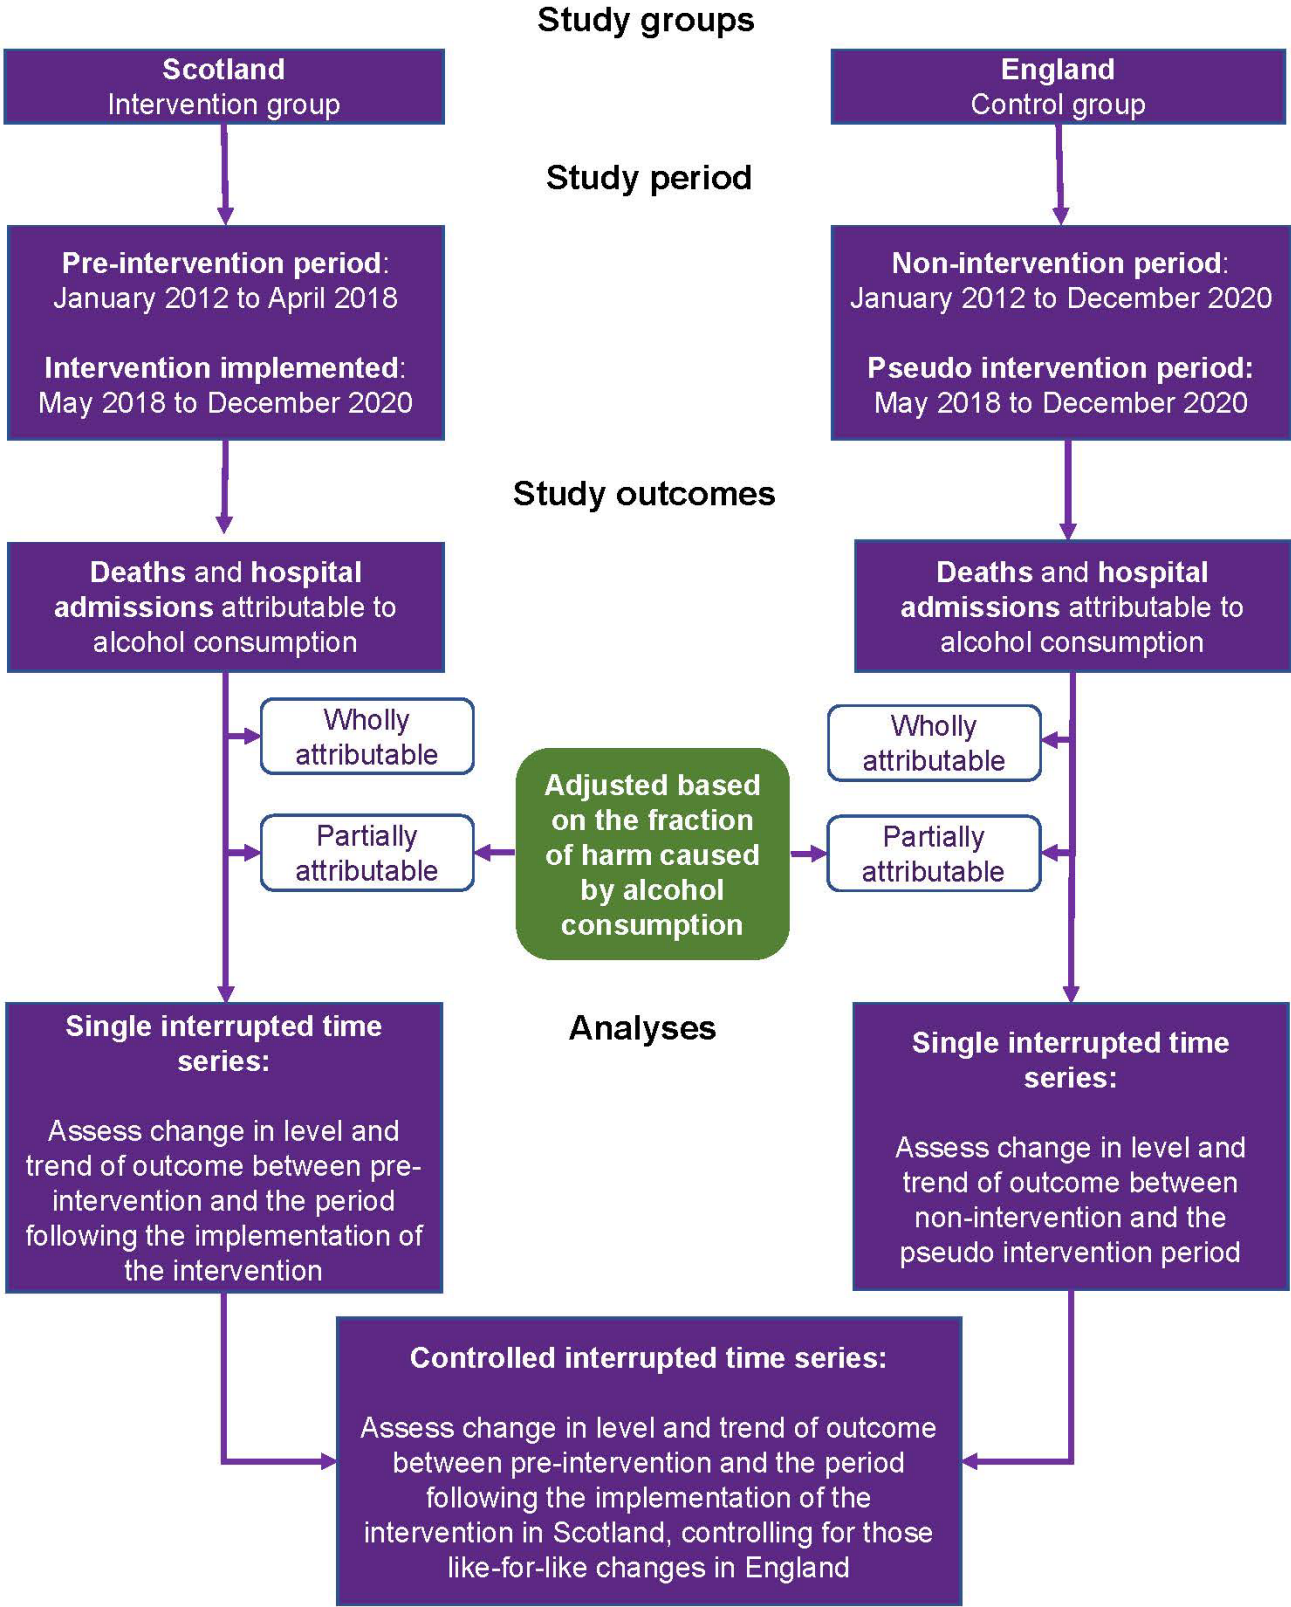 Study groups
Scotland
Intervention group
England
Control group
Study period
Pre-intervention period:
January 2012 to April 2018
Intervention implemented:
May 2018 to December 2020
Non-intervention period:
January 2012 to December 2020
Pseudo intervention period:
May 2018 to December 2020
Study outcomes
Deaths and hospital
admissions attributable to
alcohol consumption
Deaths and hospital
admissions attributable to
alcohol consumption
Wholly
attributable
Wholly
attributable
Partially
attributable
Adjusted based
on the fraction
of harm caused
by alcohol
consumption
Partially
attributable
Analyses
Single interrupted time
series:
Assess change in level and
trend of outcome between pre-
intervention and the period
following the implementation of
the intervention
Single interrupted time
series:
Assess change in level and
trend of outcome between
non-intervention and the
pseudo intervention period
Controlled interrupted time series:
Assess change in level and trend of outcome
between pre-intervention and the period
following the implementation of the
intervention in Scotland, controlling for those
like-for-like changes in England